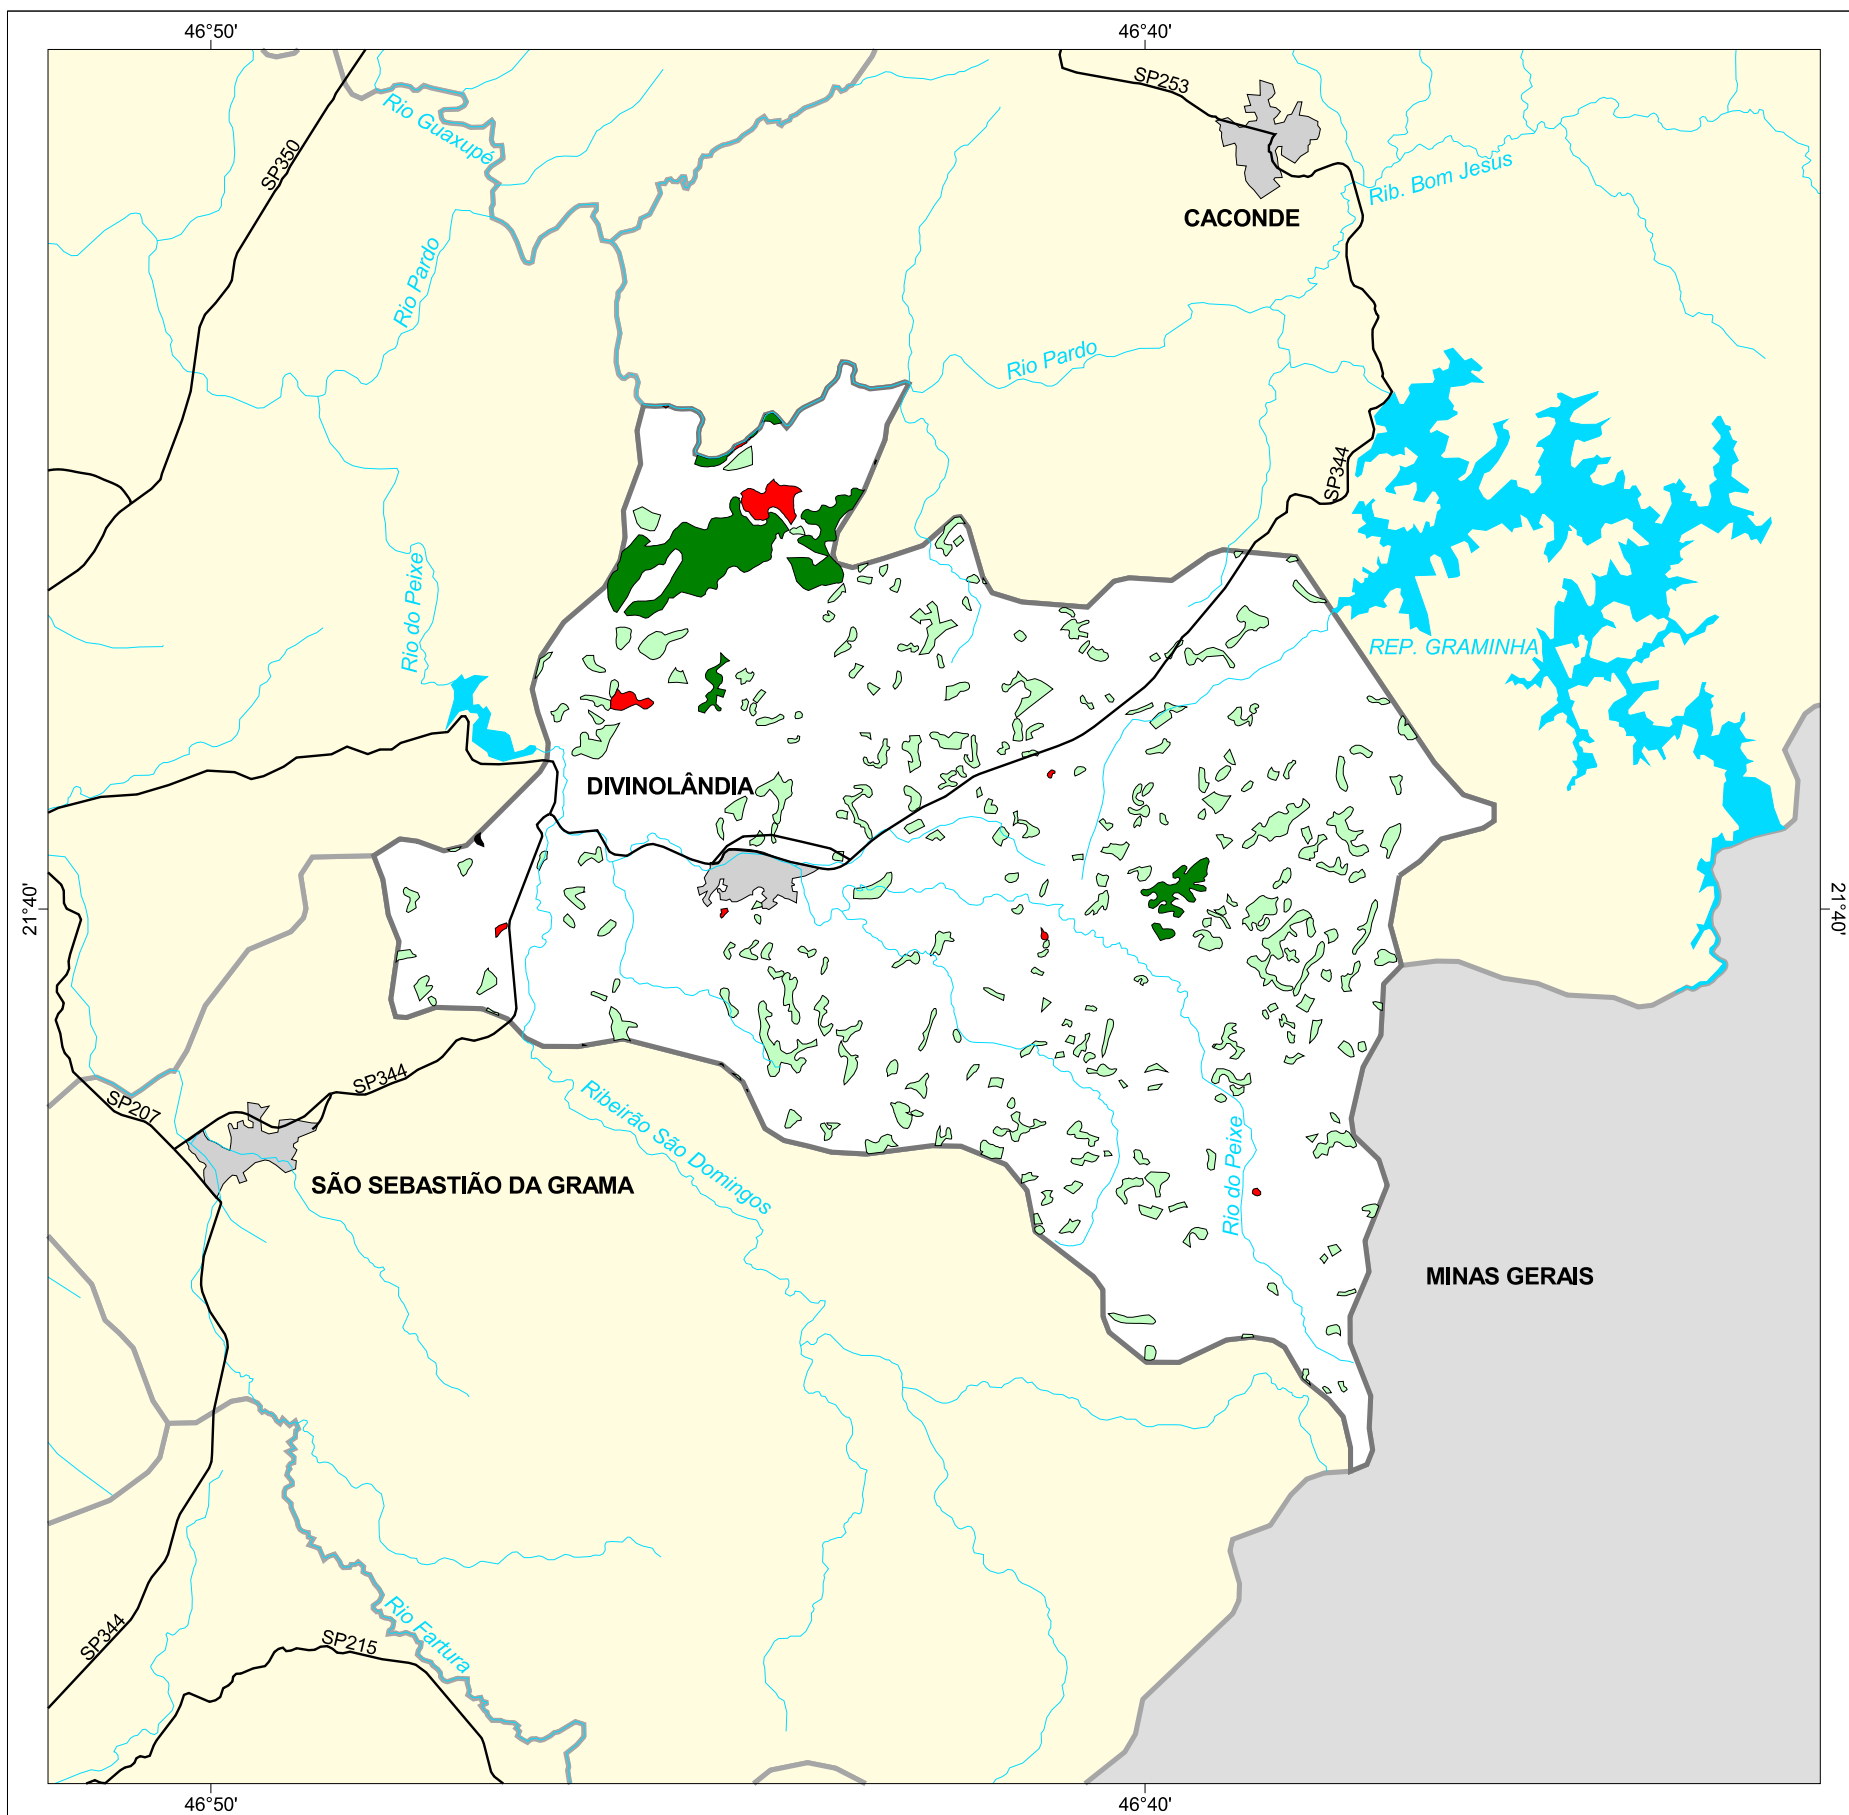 46°50'
46°40'
SP253
Rio Guaxupé
SP350
Rib. Bom Jesus
CACONDE
Rio Pardo
Rio Pardo
SP344
Rio do Peixe
REP. GRAMINHA
DIVINOLÂNDIA
21°40'
21°40'
SP344
SP207
Ribeirão São Domingos
Rio do Peixe
SÃO SEBASTIÃO DA GRAMA
MINAS GERAIS
Rio Fartura
SP344
SP215
46°50'
46°40'